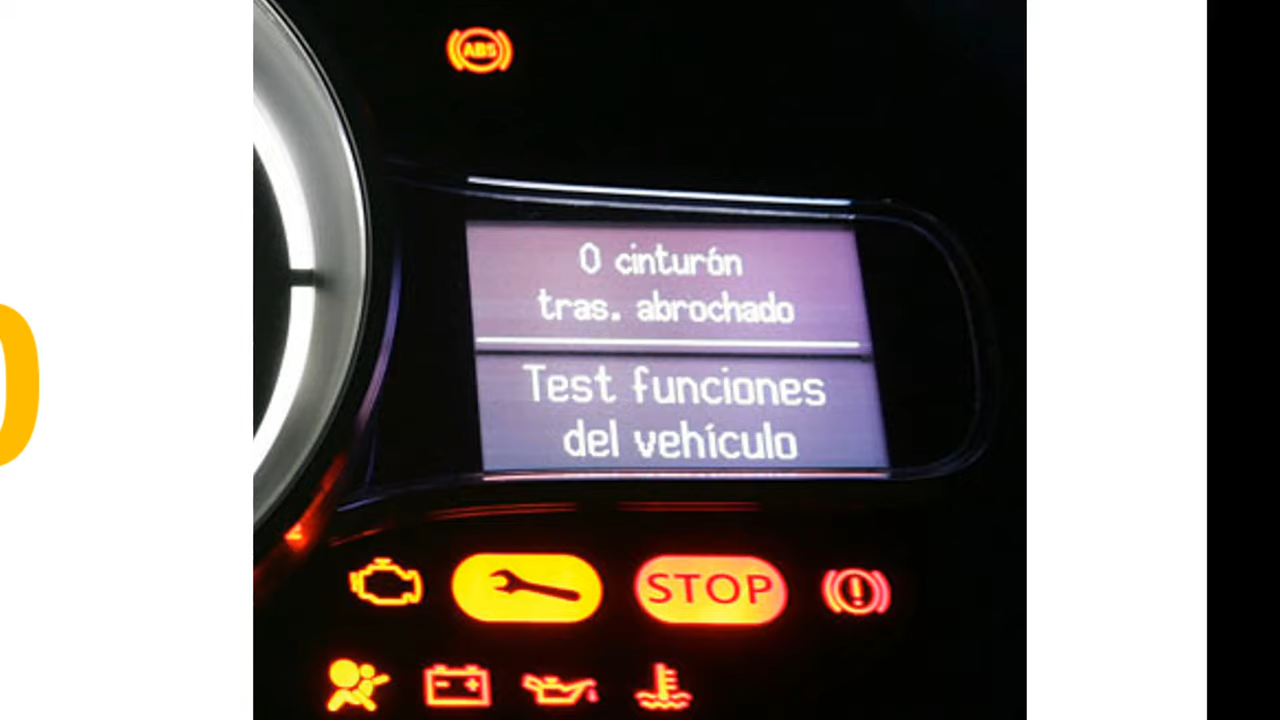 ABS
0 cinturón
tras. abrochado
Test funciones
del vehículo
STOP